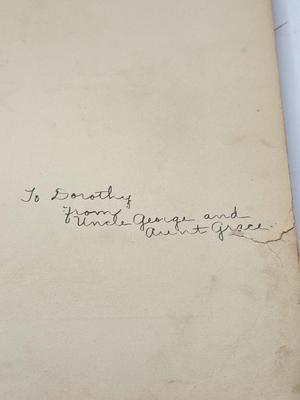 To Dorothy
from
Uncle George and
Aunt Grace.